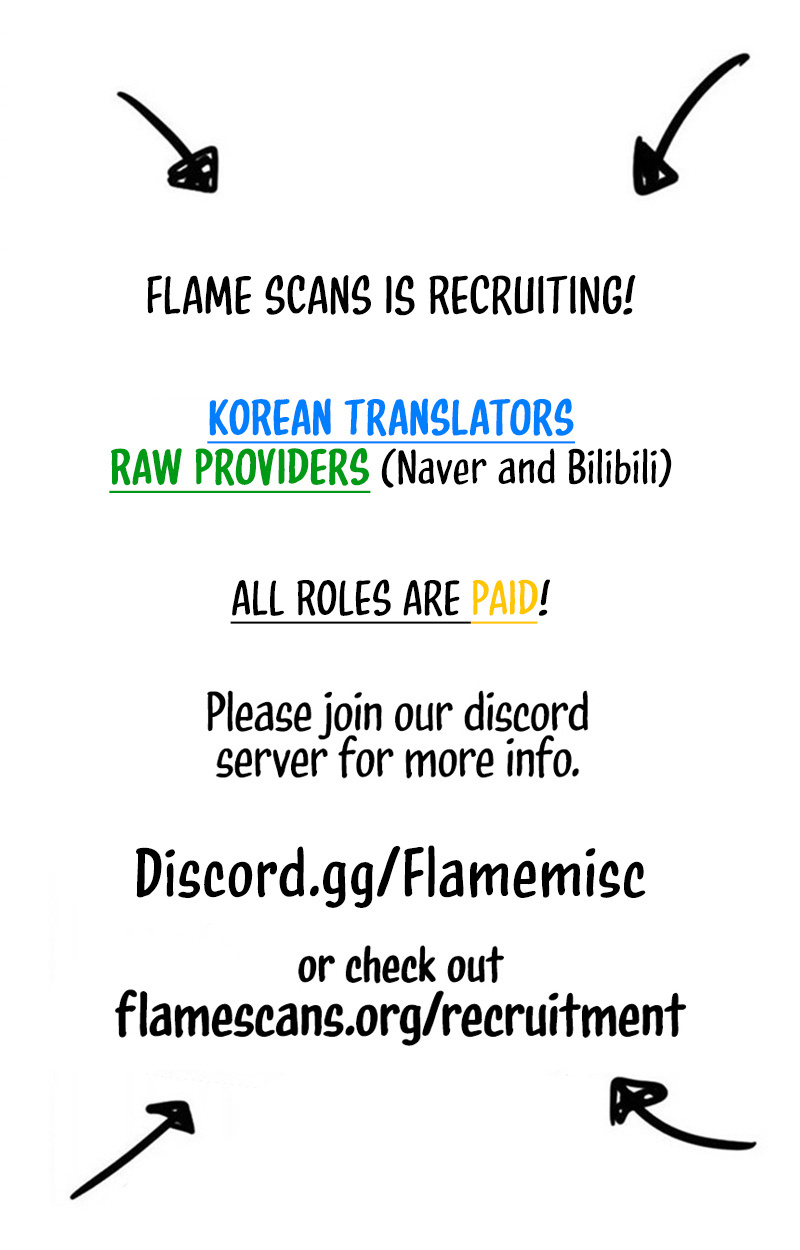 FLAME SCANS IS RECRUITING!
KOREAN TRANSLATORS
RAW PROVIDERS (Naver and Bilibili)
ALL ROLES ARE PAID!
Please join our discord
server for more info.
Discord.gg/Flamemisc
or check out
flamescans.org/recruitment